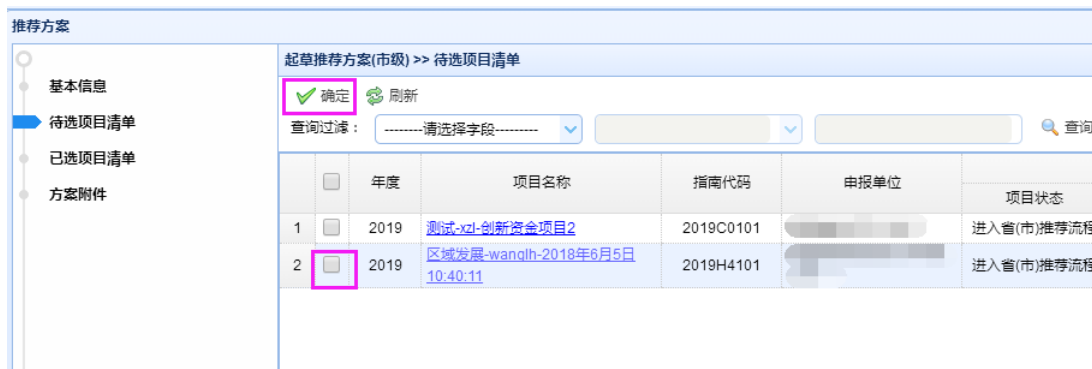 推荐方案
基本信息
待选项目清单
已选项目清单
方案附件
起草推荐方案(市级) >> 待选项目清单
确定 刷新
查询过滤： --------请选择字段--------- 查询
年度 项目名称 指南代码 申报单位 项目状态
1 2019 测试-xzl-创新资金项目2 2019C0101 进入省(市)推荐流程
2 2019 区域发展-wanglh-2018年6月5日
10:40:11 2019H4101 进入省(市)推荐流程